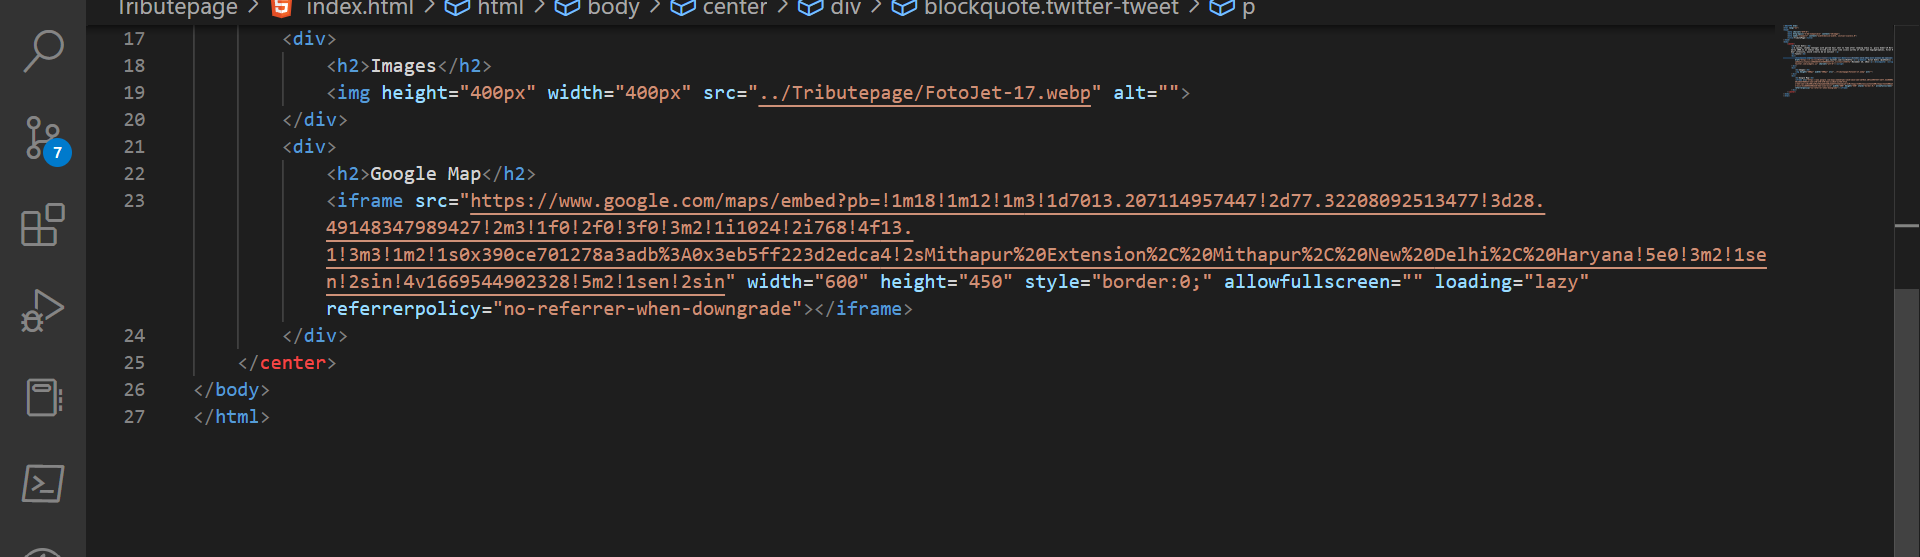 Tributepage > index.html > html > body > center > div > blockquote.twitter-tweet > p
17 <div>
18 <h2>Images</h2>
19 <img height="400px" width="400px" src="../Tributepage/FotoJet-17.webp" alt="">
20 </div>
21 <div>
22 <h2>Google Map</h2>
23 <iframe src="https://www.google.com/maps/embed?pb=!1m18!1m12!1m3!1d7013.207114957447!2d77.32208092513477!3d28.
49148347989427!2m3!1f0!2f0!3f0!3m2!1i1024!2i768!4f13.
1!3m3!1m2!1s0x390ce701278a3adb%3A0x3eb5ff223d2edca4!2sMithapur%20Extension%2C%20Mithapur%2C%20New%20Delhi%2C%20Haryana!5e0!3m2!1se
n!2sin!4v1669544902328!5m2!1sen!2sin" width="600" height="450" style="border:0;" allowfullscreen="" loading="lazy"
referrerpolicy="no-referrer-when-downgrade"></iframe>
24 </div>
25 </center>
26 </body>
27 </html>
7